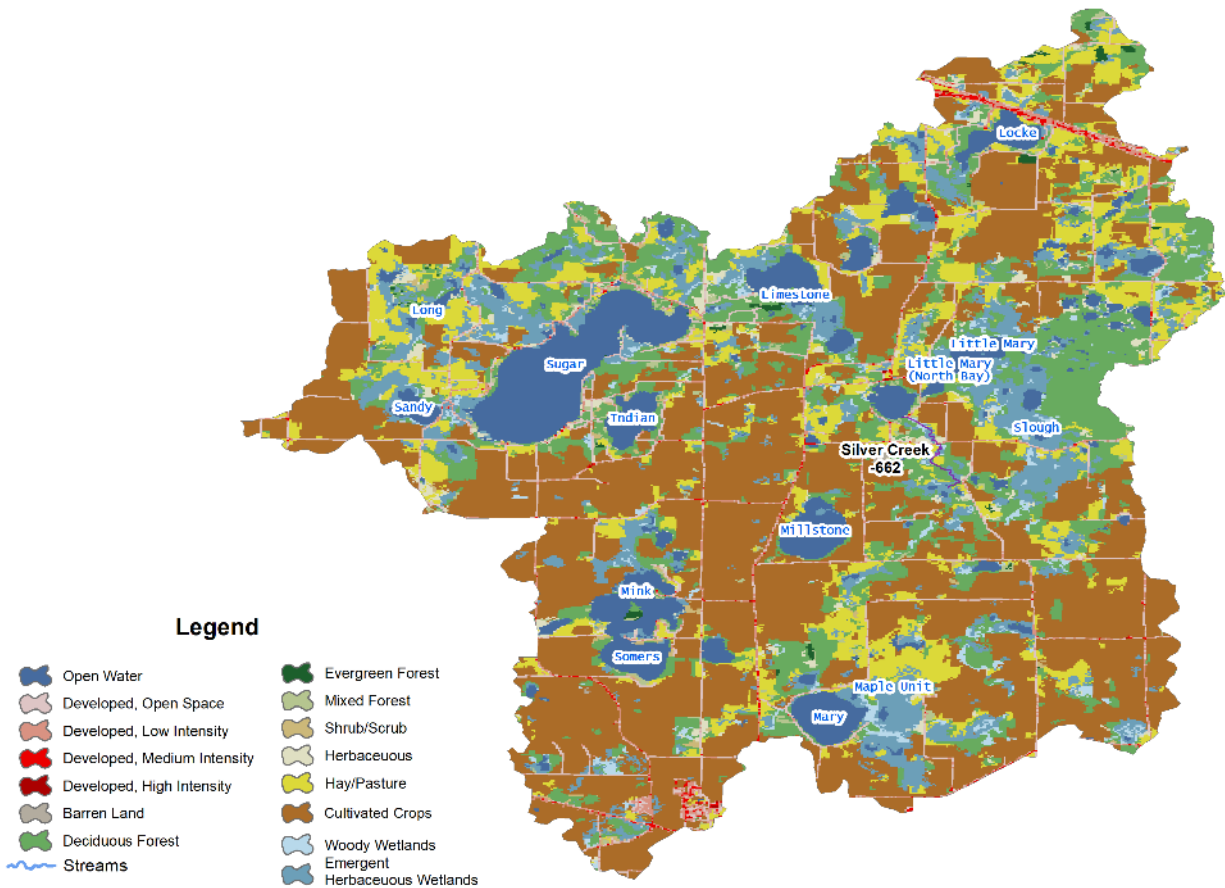 Locke
Limestone
Long
Little Mary
Sugar
Little Mary
(North Bay)
Sandy
Indian
Slough
Silver Creek
-662
Millstone
Mink
Somers
Maple Unit
Mary
Legend
Open Water
Developed, Open Space
Developed, Low Intensity
Developed, Medium Intensity
Developed, High Intensity
Barren Land
Deciduous Forest
Streams
Evergreen Forest
Mixed Forest
Shrub/Scrub
Herbaceuous
Hay/Pasture
Cultivated Crops
Woody Wetlands
Emergent
Herbaceuous Wetlands